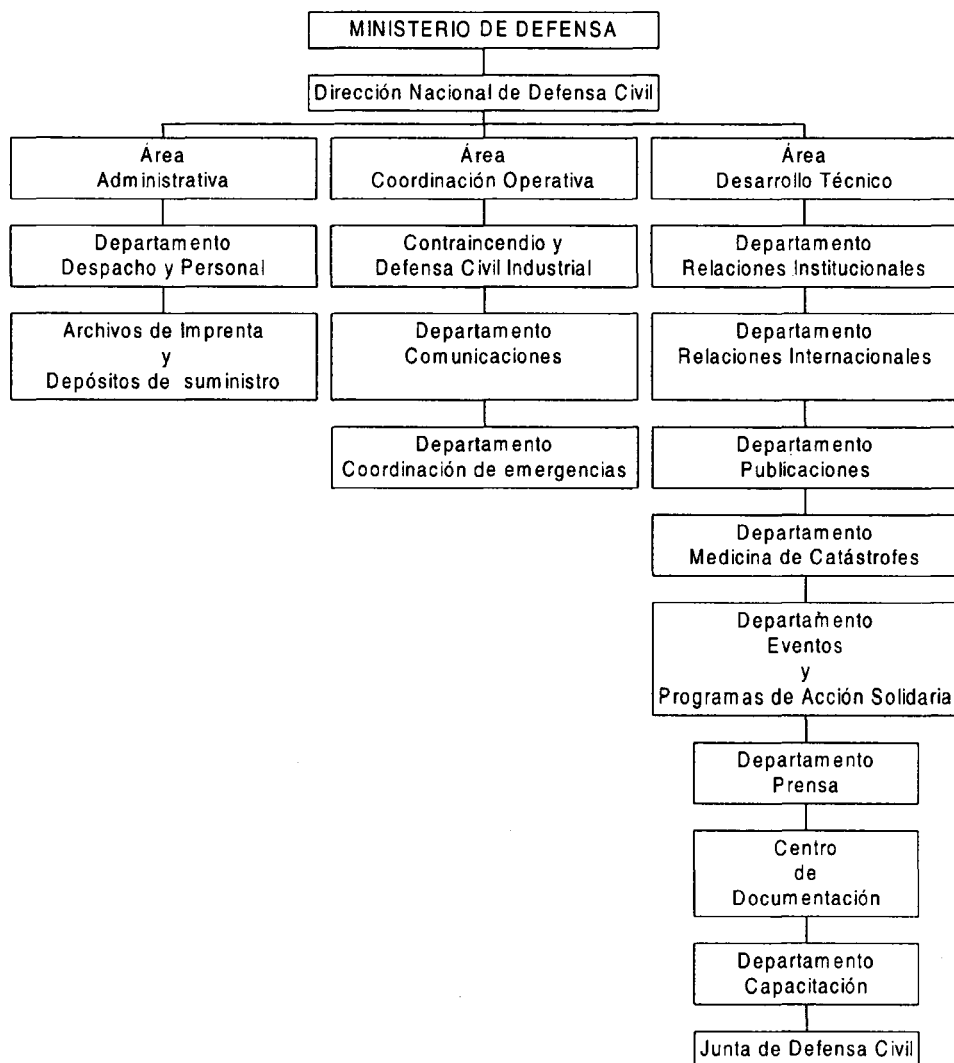 MINISTERIO DE DEFENSA
Dirección Nacional de Defensa Civil
Área
Administrativa
Departamento
Despacho y Personal
Archivos de Imprenta
y
Depósitos de suministro
Área
Coordinación Operativa
Contraincendio y
Defensa Civil Industrial
Departamento
Comunicaciones
Departamento
Coordinación de emergencias
Área
Desarrollo Técnico
Departamento
Relaciones Institucionales
Departamento
Relaciones Internacionales
Departamento
Publicaciones
Departamento
Medicina de Catástrofes
Departamento
Eventos
y
Programas de Acción Solidaria
Departamento
Prensa
Centro
de
Documentación
Departamento
Capacitación
Junta de Defensa Civil